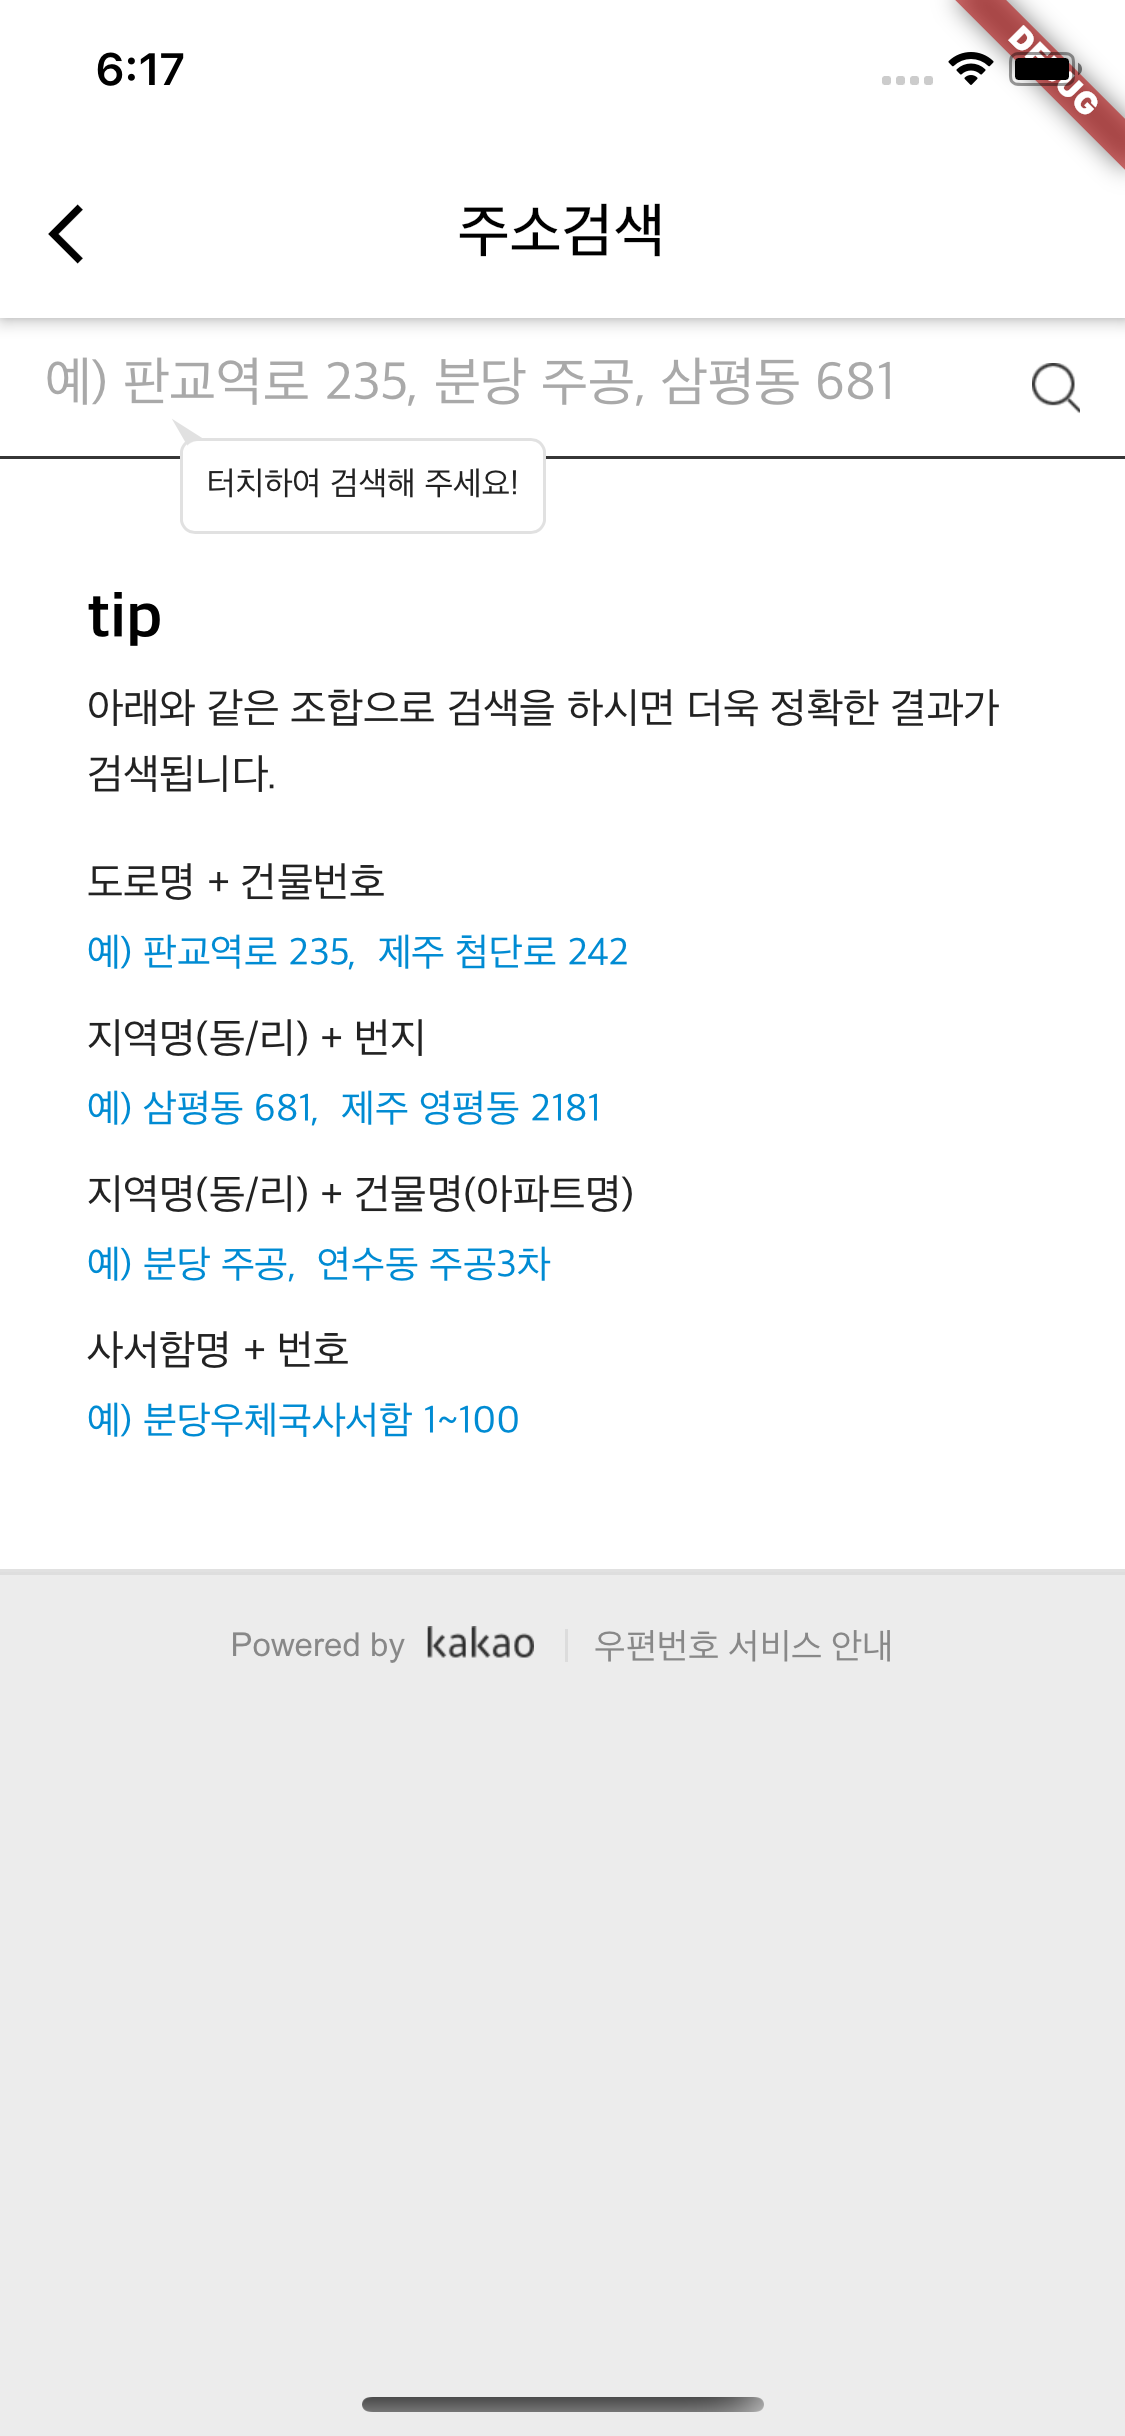 6:17
DEBUG
주소검색
예) 판교역로 235, 분당 주공, 삼평동 681
터치하여 검색해 주세요!
tip
아래와 같은 조합으로 검색을 하시면 더욱 정확한 결과가
검색됩니다.
도로명 + 건물번호
예) 판교역로 235, 제주 첨단로 242
지역명(동/리) + 번지
예) 삼평동 681, 제주 영평동 2181
지역명(동/리) + 건물명(아파트명)
예) 분당 주공, 연수동 주공3차
사서함명 + 번호
예) 분당우체국사서함 1~100
Powered by kakao | 우편번호 서비스 안내